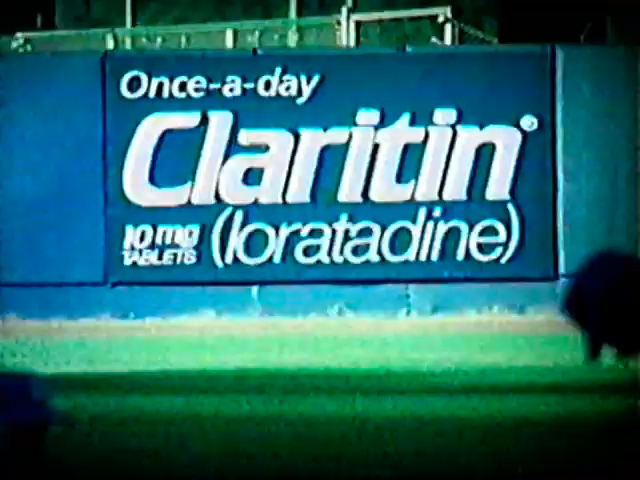 Once-a-day
Claritin®
10 mg
TABLETS
(loratadine)